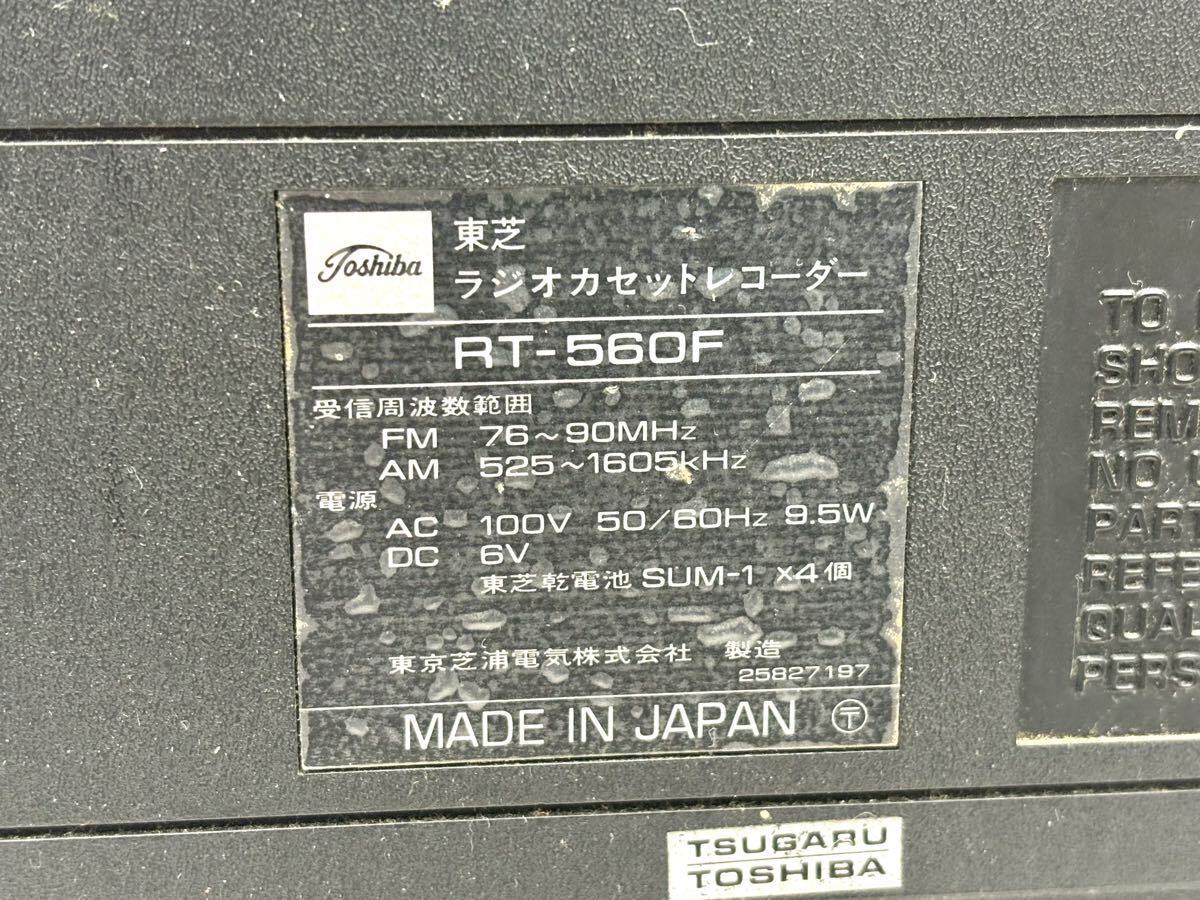 Toshiba
東芝
ラジオカセットレコーダー
RT-560F
受信周波数範囲
FM 76~90MHz
AM 525~1605kHz
電源
AC 100V 50/60Hz 9.5W
DC 6V
東芝乾電池 SUM-1 ×4個
東京芝浦電気株式会社 製造
25827197
MADE IN JAPAN 〶
TO
NO
TSUGARU
TOSHIBA